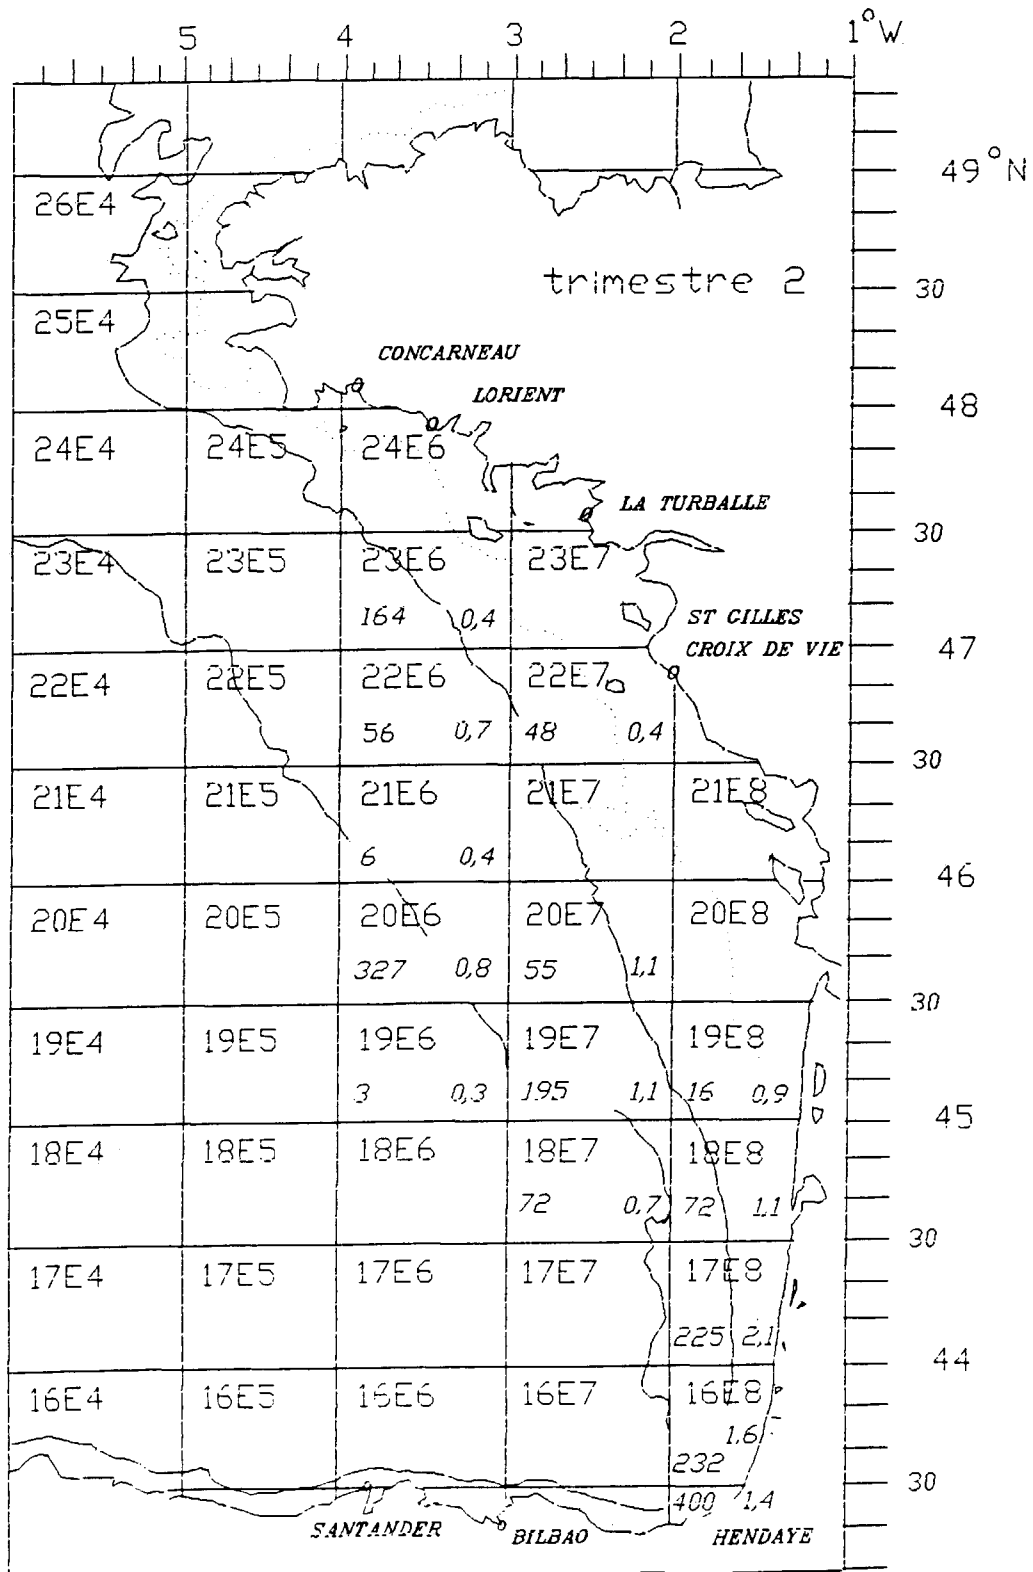 5 4 3 2 1°W
49°N
26E4
trimestre 2
30
25E4
CONCARNEAU
LORIENT
48
24E4 24E5 24E6
LA TURBALLE
30
23E4 23E5 23E6 23E7
164 0,4 ST GILLES
CROIX DE VIE
47
22E4 22E5 22E6 22E7
56 0,7 48 0,4
30
21E4 21E5 21E6 21E7 21E8
6 0,4
46
20E4 20E5 20E6 20E7 20E8
327 0,8 55 1,1
30
19E4 19E5 19E6 19E7 19E8
3 0,3 195 1,1 16 0,9
45
18E4 18E5 18E6 18E7 18E8
72 0,7 72 1,1
30
17E4 17E5 17E6 17E7 17E8
225 2,1
44
16E4 16E5 16E6 16E7 16E8
1,6
232
30
400 1,4
SANTANDER BILBAO HENDAYE